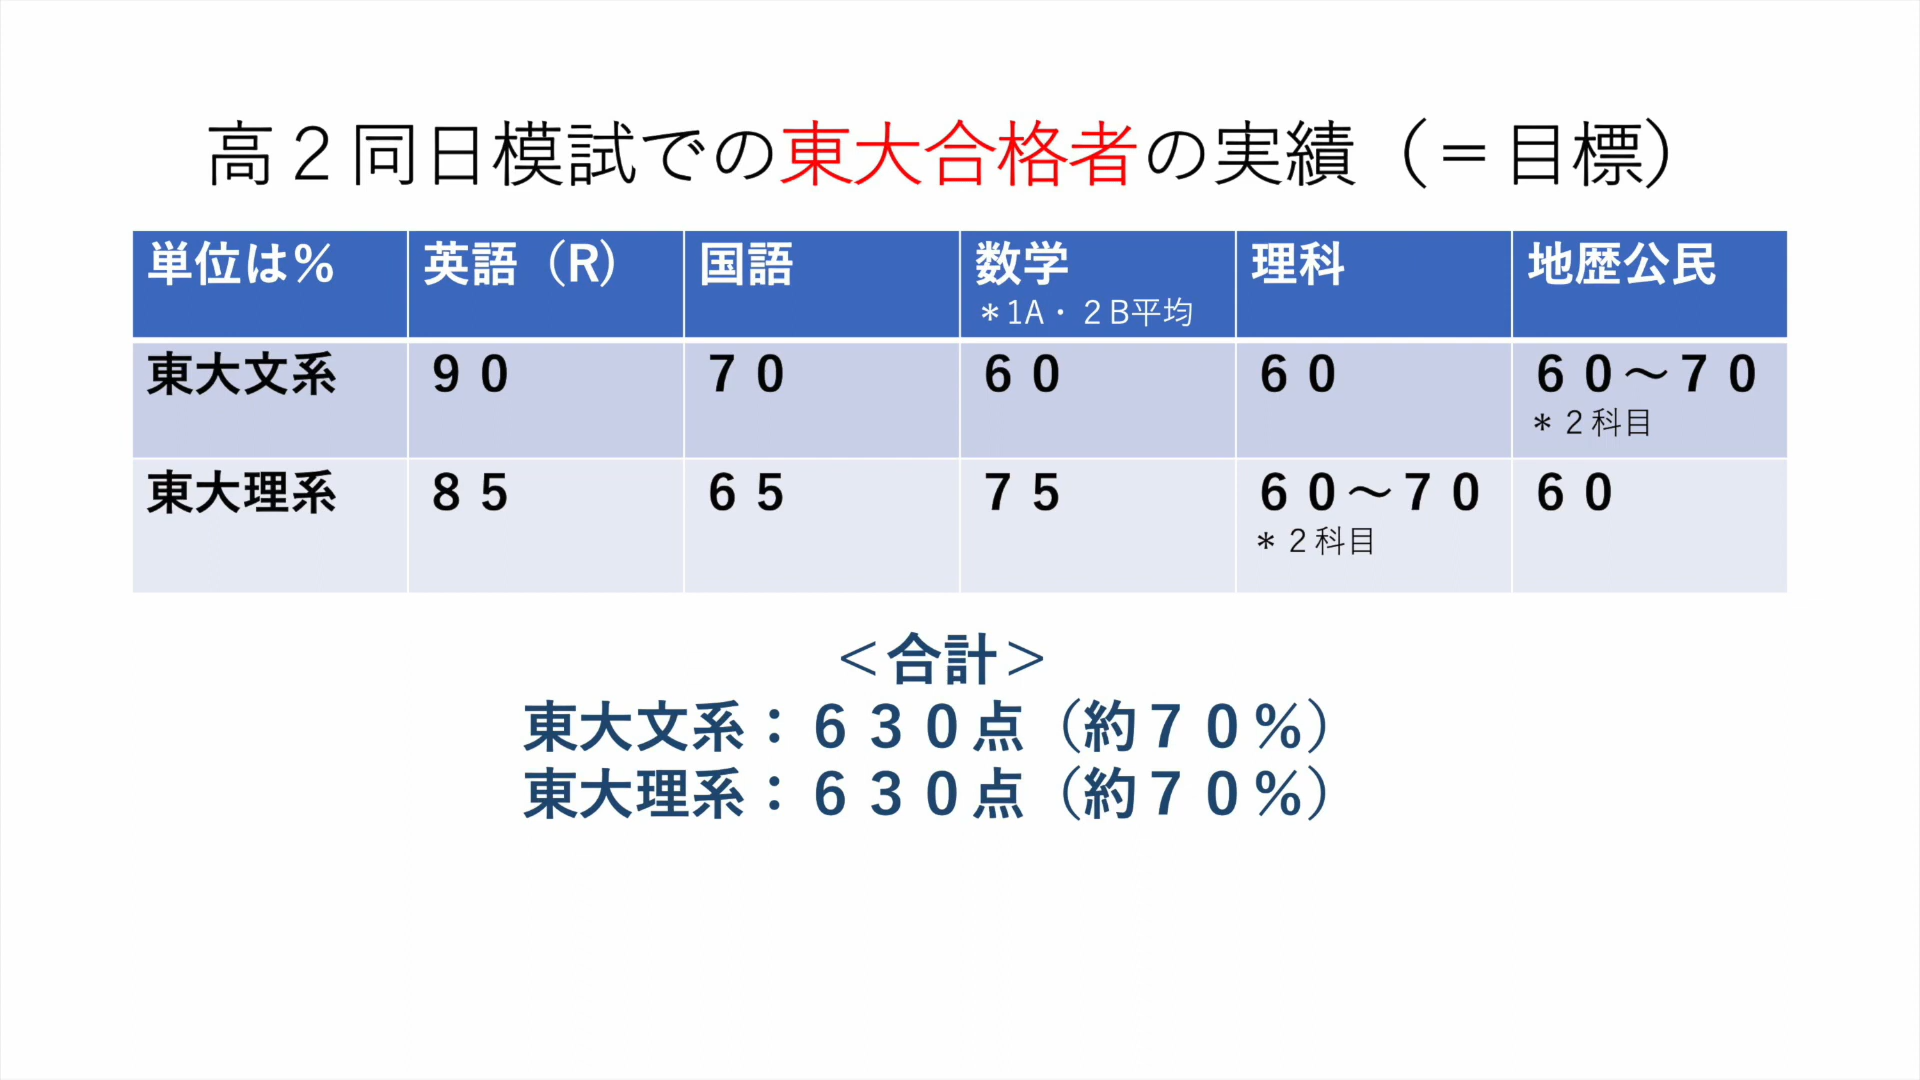 高２同日模試での東大合格者の実績（＝目標）
単位は％ 英語（R） 国語 数学 理科 地歴公民
＊1A・２B平均
東大文系 ９０ ７０ ６０ ６０ ６０～７０
＊２科目
東大理系 ８５ ６５ ７５ ６０～７０ ６０
＊２科目
＜合計＞
東大文系：６３０点（約７０％）
東大理系：６３０点（約７０％）